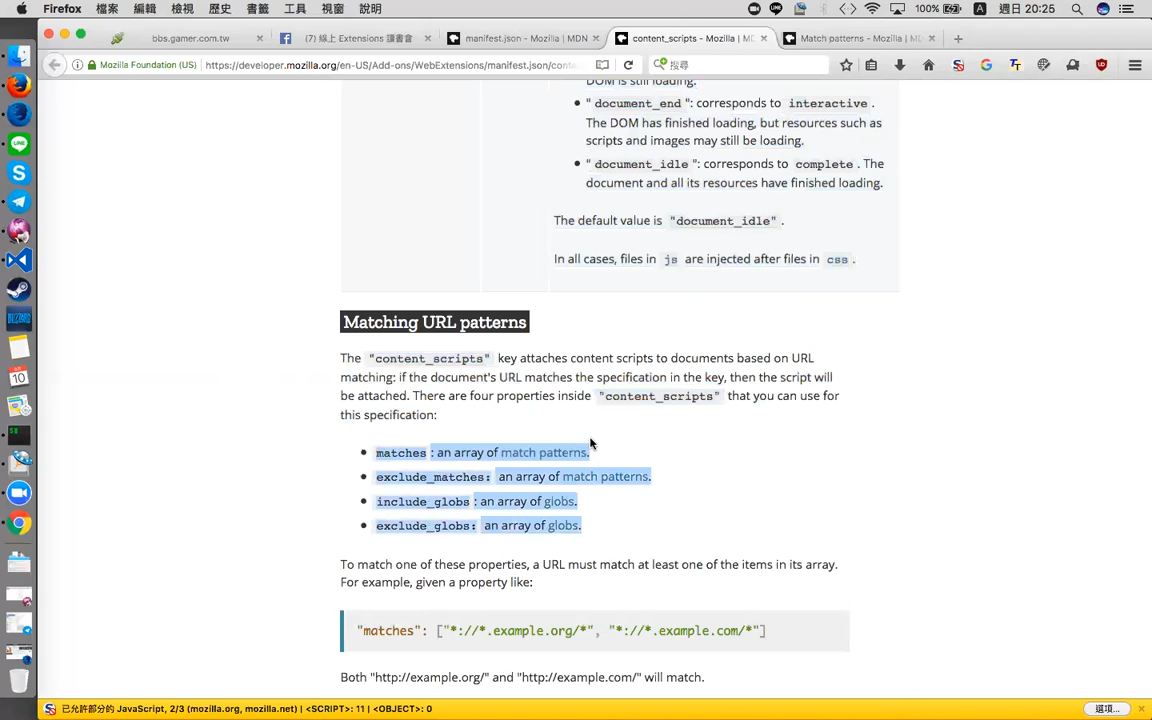 Firefox 檔案 編輯 檢視 歷史 書籤 工具 視窗 說明 100% 週日 20:25
bbs.gamer.com.tw (7) 線上 Extensions 讀書會 manifest.json - Mozilla | MDN content_scripts - Mozilla | M Match patterns - Mozilla | M
Mozilla Foundation (US) https://developer.mozilla.org/en-US/Add-ons/WebExtensions/manifest.json/conte 搜尋
DOM is still loading.
"document_end": corresponds to interactive.
The DOM has finished loading, but resources such as
scripts and images may still be loading.
"document_idle": corresponds to complete. The
document and all its resources have finished loading.
The default value is "document_idle".
In all cases, files in js are injected after files in css.
Matching URL patterns
The "content_scripts" key attaches content scripts to documents based on URL
matching: if the document's URL matches the specification in the key, then the script will
be attached. There are four properties inside "content_scripts" that you can use for
this specification:
matches: an array of match patterns.
exclude_matches: an array of match patterns.
include_globs: an array of globs.
exclude_globs: an array of globs.
To match one of these properties, a URL must match at least one of the items in its array.
For example, given a property like:
"matches": ["*://*.example.org/*", "*://*.example.com/*"]
Both "http://example.org/" and "http://example.com/" will match.
已允許部分的 JavaScript, 2/3 (mozilla.org, mozilla.net) | <SCRIPT>: 11 | <OBJECT>: 0 選項...